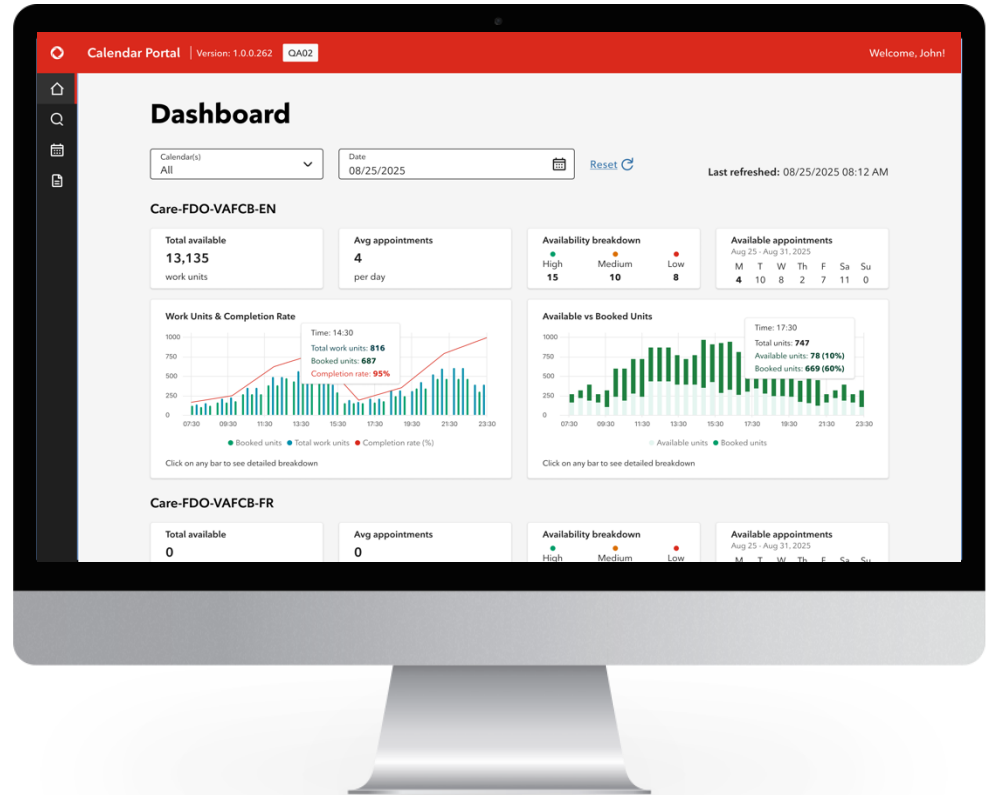 Calendar Portal Version: 1.0.0.262 QA02 Welcome, John!
Dashboard
Calendar(s)
All
Date
08/25/2025
Reset
Last refreshed: 08/25/2025 08:12 AM
Care-FDO-VAFCB-EN
Total available
13,135
work units
Avg appointments
4
per day
Availability breakdown
High Medium Low
15 10 8
Available appointments
Aug 25 - Aug 31, 2025
M T W Th F Sa Su
4 10 8 2 7 11 0
Work Units & Completion Rate
Time: 14:30
Total work units: 816
Booked units: 687
Completion rate: 95%
1000
750
500
250
0
07:30 09:30 11:30 13:30 15:30 17:30 19:30 21:30 23:30
Booked units Total work units Completion rate (%)
Click on any bar to see detailed breakdown
Available vs Booked Units
Time: 17:30
Total units: 747
Available units: 78 (10%)
Booked units: 669 (60%)
1000
750
500
250
0
07:30 09:30 11:30 13:30 15:30 17:30 19:30 21:30 23:30
Available units Booked units
Click on any bar to see detailed breakdown
Care-FDO-VAFCB-FR
Total available
0
Avg appointments
0
Availability breakdown
High Medium Low
Available appointments
Aug 25 - Aug 31, 2025
M T W Th F Sa Su